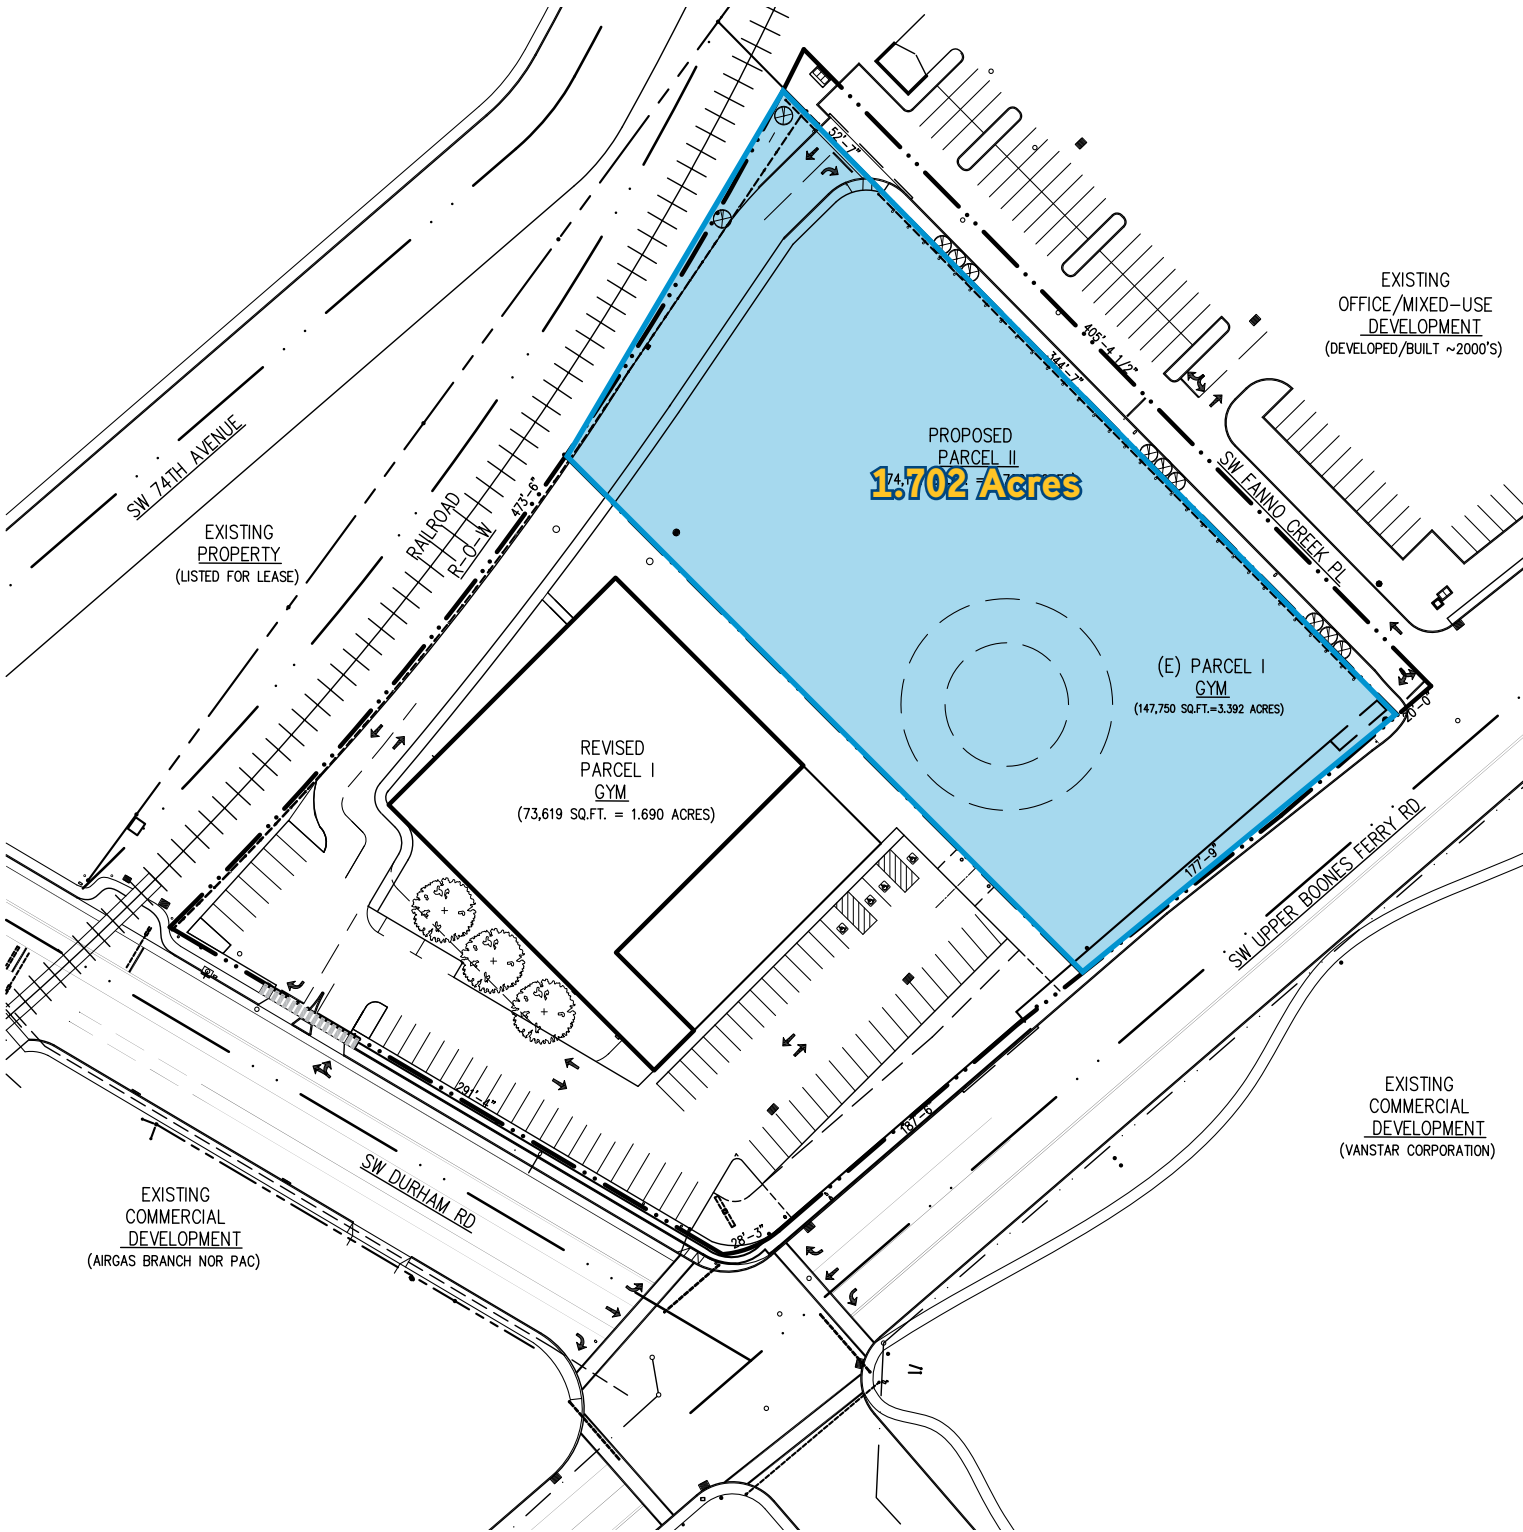 52'-7"
EXISTING
OFFICE/MIXED-USE
DEVELOPMENT
(DEVELOPED/BUILT ~2000'S)
405'-4 1/2"
344'-7"
PROPOSED
PARCEL II
1.702 Acres
SW FANNO CREEK PL
SW 74TH AVENUE
EXISTING
PROPERTY
(LISTED FOR LEASE)
RAILROAD
R-O-W
473'-6"
(E) PARCEL I
GYM
(147,750 SQ.FT.=3.392 ACRES)
20'-0"
REVISED
PARCEL I
GYM
(73,619 SQ.FT. = 1.690 ACRES)
177'-9"
SW UPPER BOONES FERRY RD
291'-4"
187'-6"
28'-3"
SW DURHAM RD
EXISTING
COMMERCIAL
DEVELOPMENT
(VANSTAR CORPORATION)
EXISTING
COMMERCIAL
DEVELOPMENT
(AIRGAS BRANCH NOR PAC)